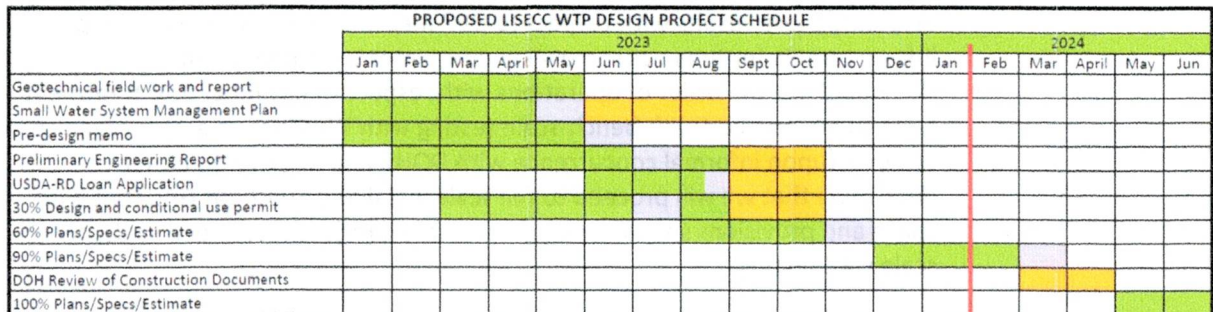 PROPOSED LISECC WTP DESIGN PROJECT SCHEDULE
2023 2024
Jan Feb Mar April May Jun Jul Aug Sept Oct Nov Dec Jan Feb Mar April May Jun
Geotechnical field work and report
Small Water System Management Plan
Pre-design memo
Preliminary Engineering Report
USDA-RD Loan Application
30% Design and conditional use permit
60% Plans/Specs/Estimate
90% Plans/Specs/Estimate
DOH Review of Construction Documents
100% Plans/Specs/Estimate